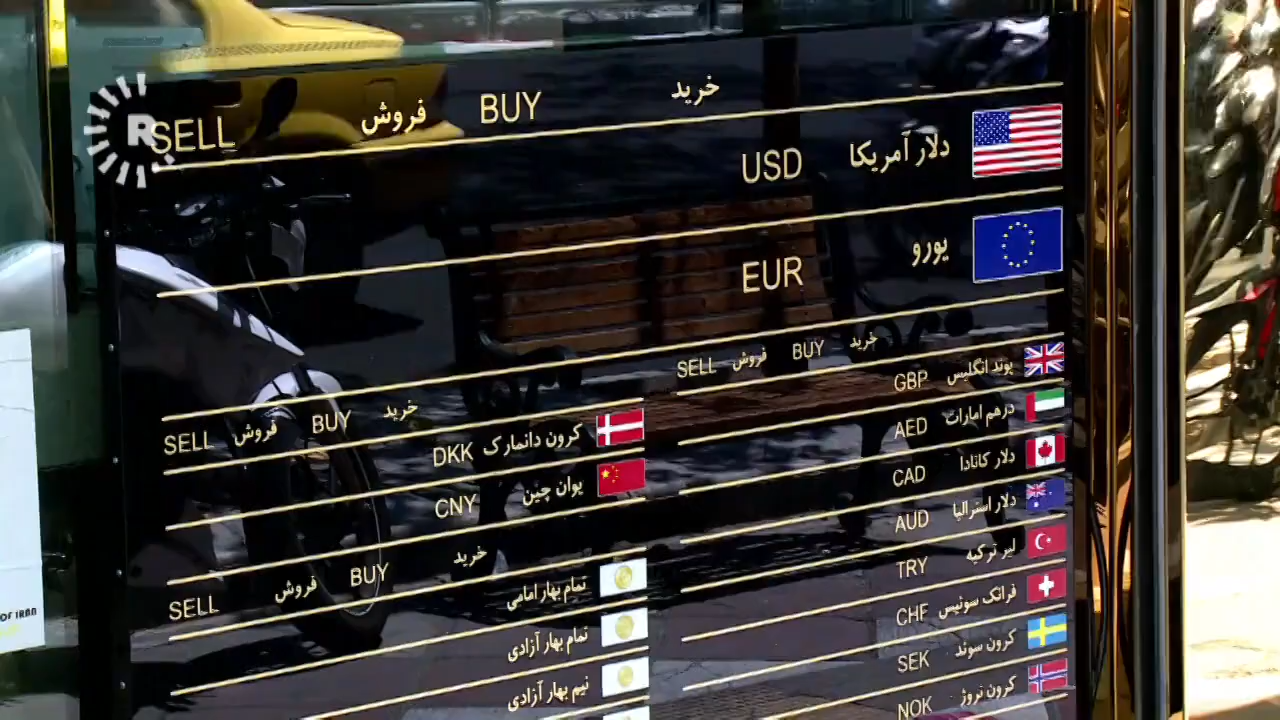 R
SELL فروش BUY خرید
USD دلار آمریکا
EUR یورو
SELL فروش BUY خرید
GBP پوند انگلیس
AED درهم امارات
CAD دلار کانادا
AUD دلار استرالیا
TRY لیر ترکیه
CHF فرانک سوئیس
SEK کرون سوئد
NOK کرون نروژ
SELL فروش BUY خرید
DKK کرون دانمارک
CNY یوان چین
SELL فروش BUY خرید
تمام بهار امامی
تمام بهار آزادی
نیم بهار آزادی
OF IRAN